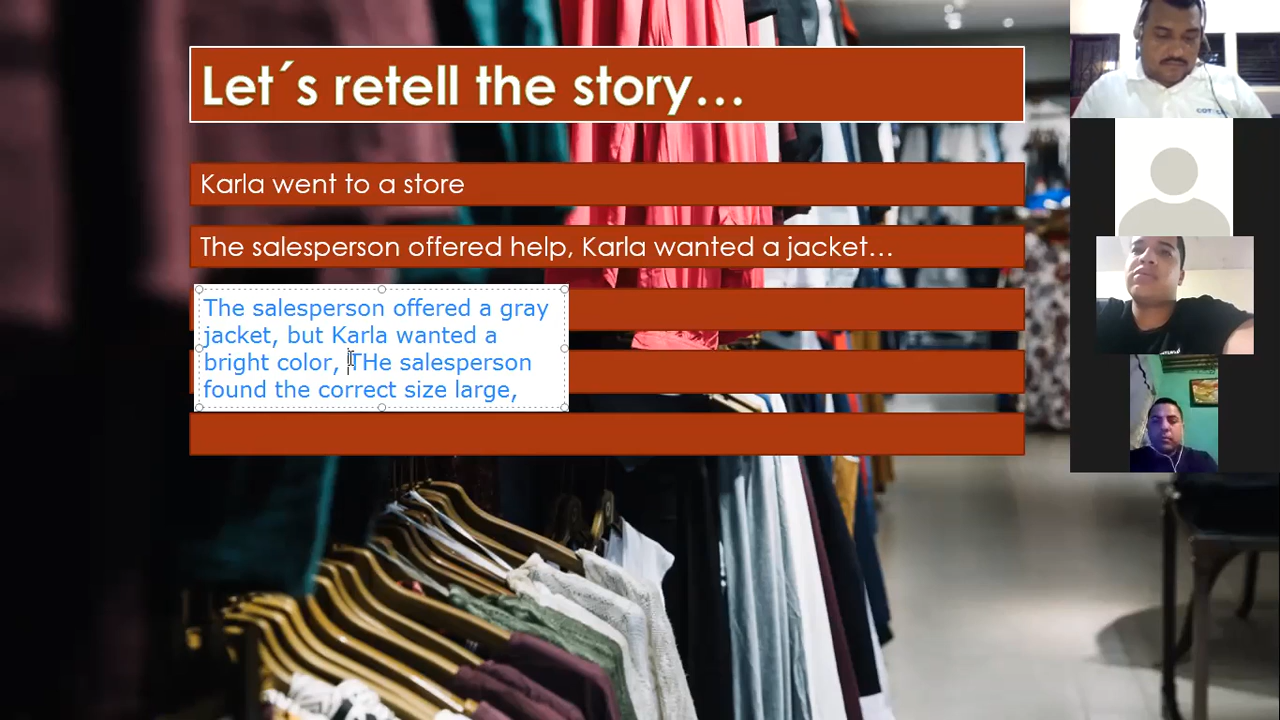 Let´s retell the story...
Karla went to a store
The salesperson offered help, Karla wanted a jacket...
The salesperson offered a gray
jacket, but Karla wanted a
bright color, THe salesperson
found the correct size large,